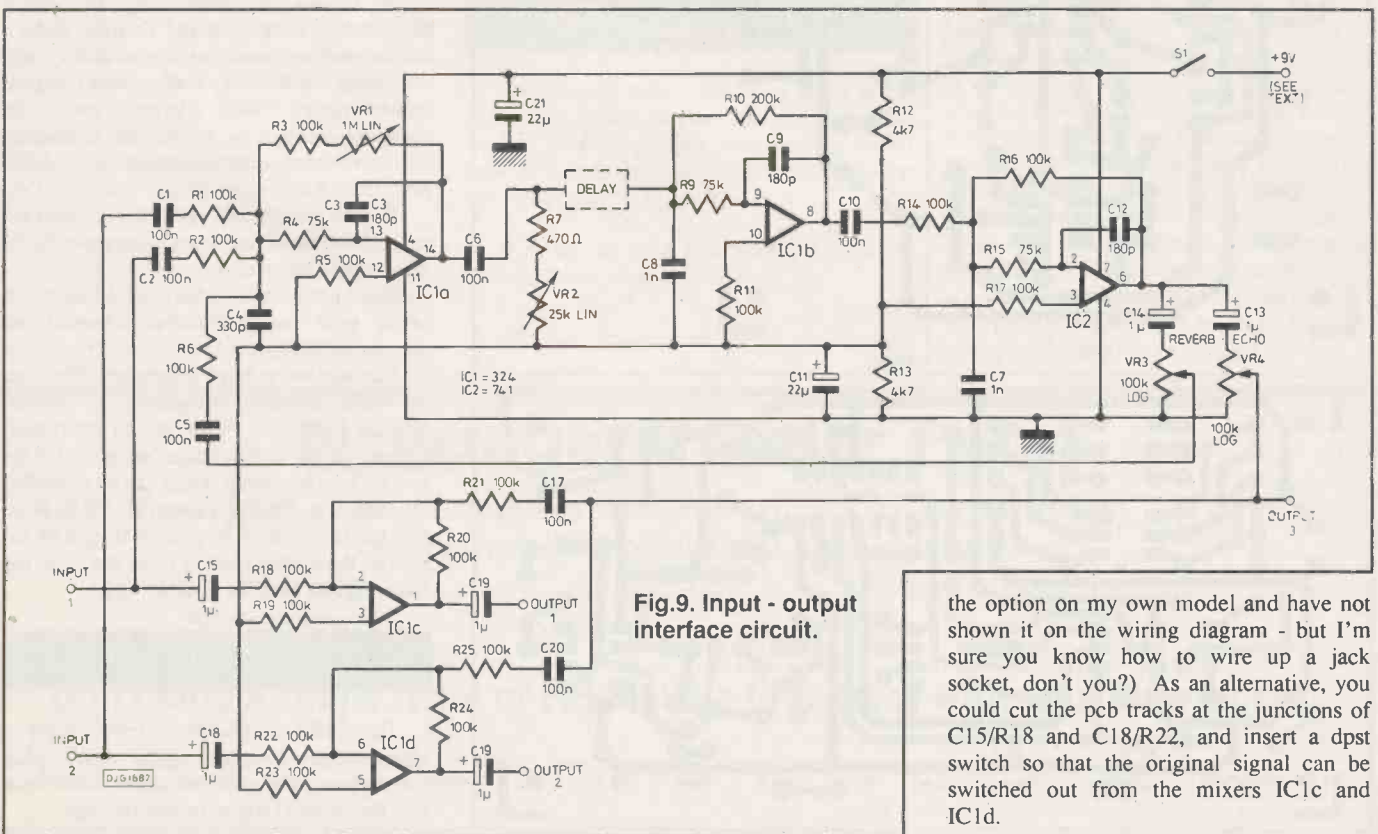 S1
+9V
(SEE
TEXT)
C21
22μ
R12
4k7
R10 200k
C9
180p
R9 75k
9
10
8
IC1b
C10
100n
R14 100k
R16 100k
C12
180p
R15 75k
R17 100k
2
3
7
6
4
IC2
C14
1μ
REVERB
C13
1μ
ECHO
VR3
100k
LOG
VR4
100k
LOG
VR1
1M LIN
R3 100k
C1
100n
R1 100k
R2 100k
C2 100n
R4 75k
C3
C3
180p
13
12
4
14
11
IC1a
R5 100k
C6
100n
DELAY
R7
470Ω
VR2
25k LIN
C8
1n
R11
100k
C4
330p
R6
100k
C5
100n
IC1 = 324
IC2 = 741
C11
22μ
R13
4k7
C7
1n
R21 100k
C17
100n
R20
100k
INPUT
1
C15
1μ
R18 100k
R19 100k
2
3
1
IC1c
C19
1μ
OUTPUT
1
OUTPUT
3
R25 100k
C20
100n
R24
100k
INPUT
2
C18
1μ
R22 100k
R23 100k
6
5
7
IC1d
C19
1μ
OUTPUT
2
Fig.9. Input - output
interface circuit.
the option on my own model and have not
shown it on the wiring diagram - but I'm
sure you know how to wire up a jack
socket, don't you?) As an alternative, you
could cut the pcb tracks at the junctions of
C15/R18 and C18/R22, and insert a dpst
switch so that the original signal can be
switched out from the mixers IC1c and
IC1d.